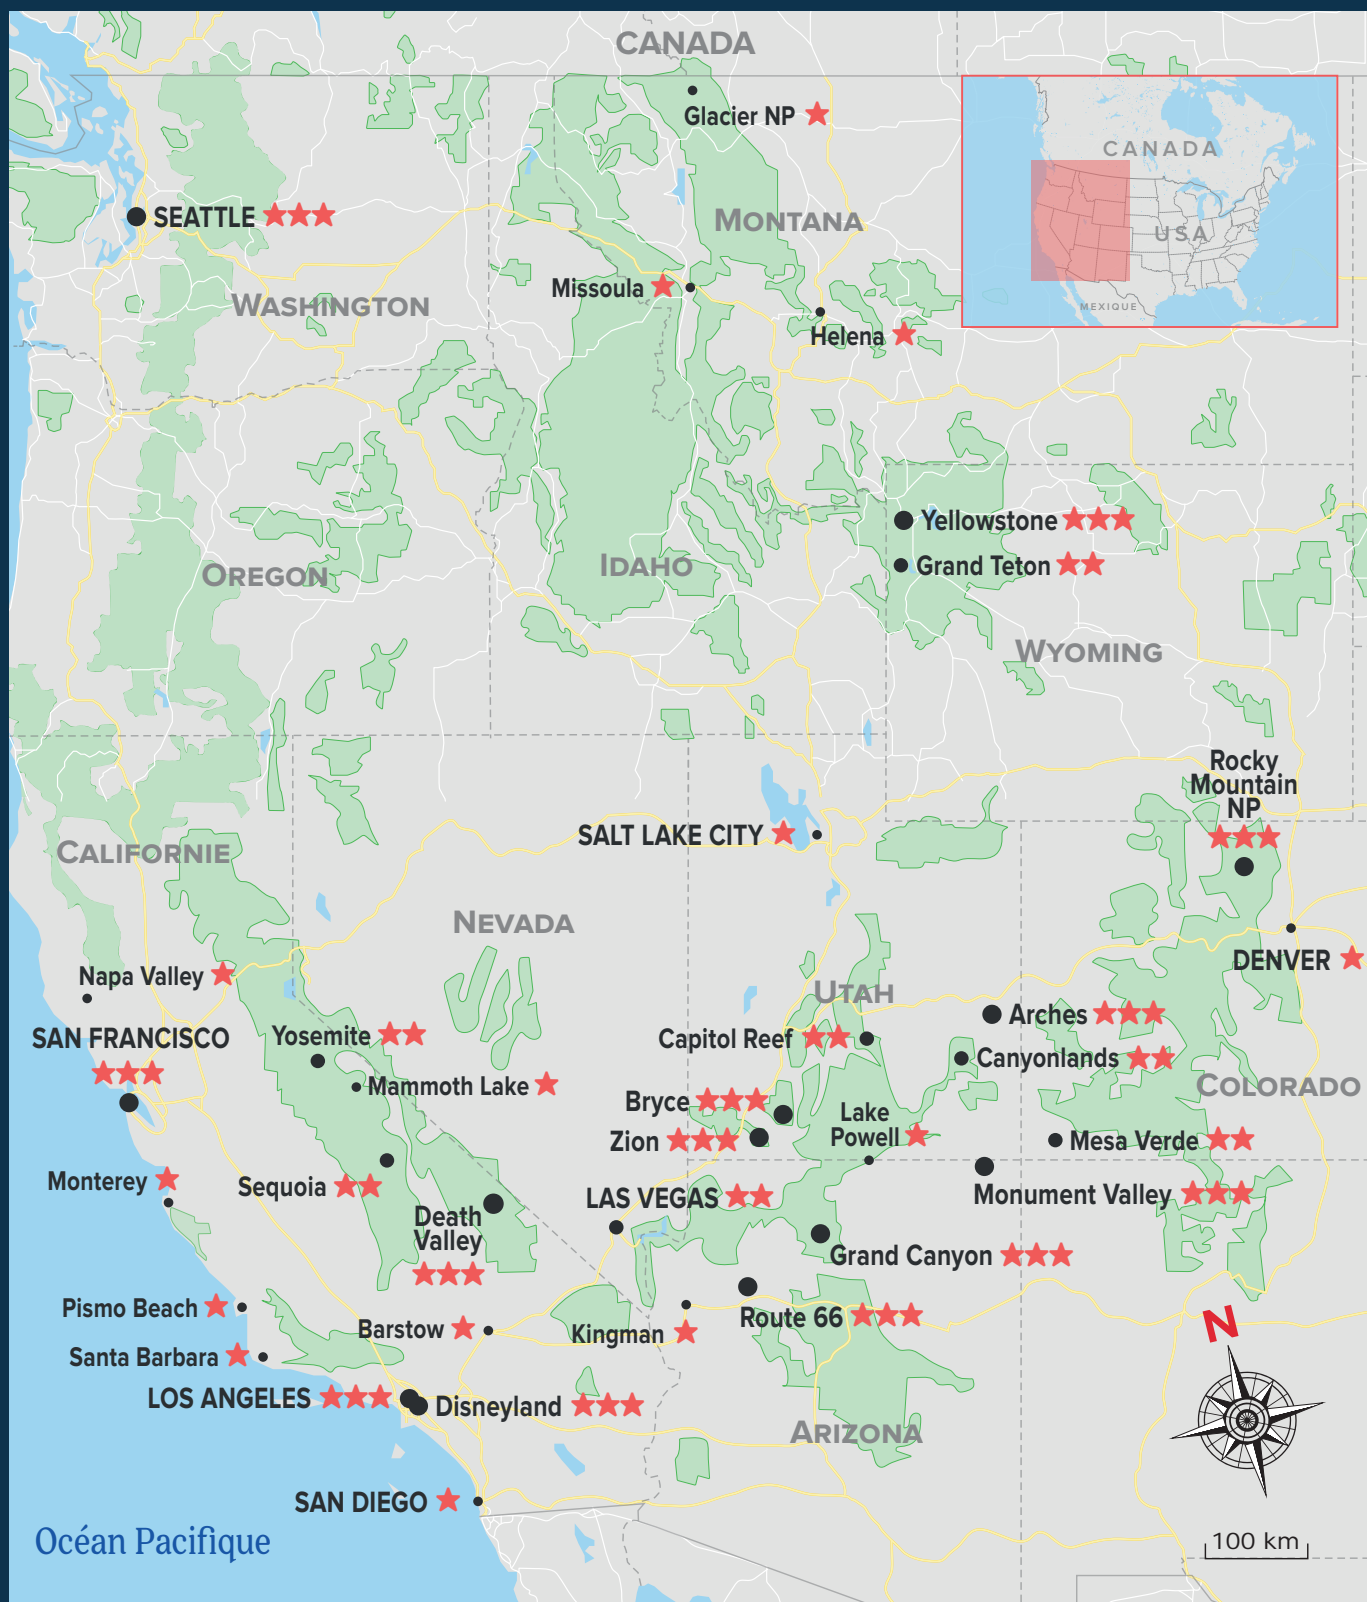 CANADA
Glacier NP
CANADA
USA
MEXIQUE
SEATTLE
MONTANA
Missoula
WASHINGTON
Helena
Yellowstone
IDAHO
Grand Teton
OREGON
WYOMING
Rocky
Mountain
NP
SALT LAKE CITY
CALIFORNIE
NEVADA
DENVER
Napa Valley
UTAH
Arches
SAN FRANCISCO
Yosemite
Capitol Reef
Canyonlands
Mammoth Lake
COLORADO
Bryce
Lake
Powell
Zion
Mesa Verde
Monterey
Sequoia
LAS VEGAS
Monument Valley
Death
Valley
Grand Canyon
Pismo Beach
Route 66
Barstow
Kingman
N
Santa Barbara
LOS ANGELES
Disneyland
ARIZONA
SAN DIEGO
Océan Pacifique
100 km